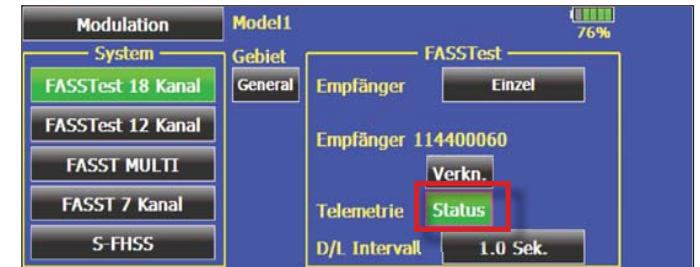 Modulation
Model1
76%
System
FASSTest 18 Kanal
FASSTest 12 Kanal
FASST MULTI
FASST 7 Kanal
S-FHSS
Gebiet
General
FASSTest
Empfänger Einzel
Empfänger 114400060
Verkn.
Telemetrie Status
D/L Intervall 1.0 Sek.